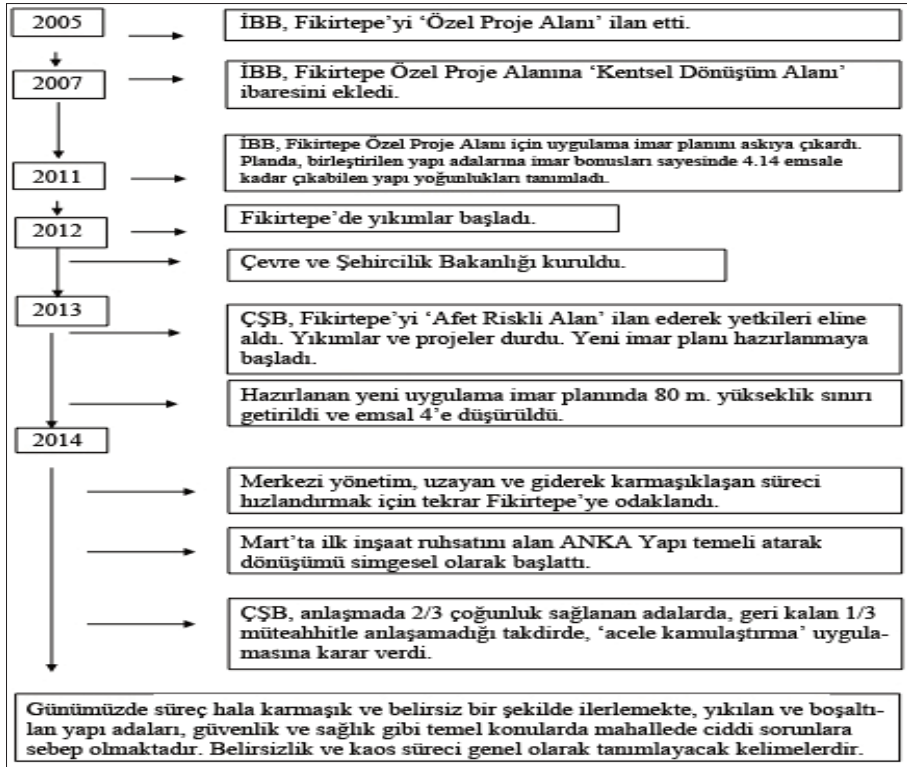 2005
İBB, Fikirtepe’yi ‘Özel Proje Alanı’ ilan etti.
2007
İBB, Fikirtepe Özel Proje Alanına ‘Kentsel Dönüşüm Alanı’
ibaresini ekledi.
2011
İBB, Fikirtepe Özel Proje Alanı için uygulama imar planını askıya çıkardı.
Planda, birleştirilen yapı adalarına imar bonusları sayesinde 4.14 emsale
kadar çıkabilen yapı yoğunlukları tanımladı.
2012
Fikirtepe’de yıkımlar başladı.
Çevre ve Şehircilik Bakanlığı kuruldu.
2013
ÇŞB, Fikirtepe’yi ‘Afet Riskli Alan’ ilan ederek yetkileri eline
aldı. Yıkımlar ve projeler durdu. Yeni imar planı hazırlanmaya
başladı.
Hazırlanan yeni uygulama imar planında 80 m. yükseklik sınırı
getirildi ve emsal 4’e düşürüldü.
2014
Merkezi yönetim, uzayan ve giderek karmaşıklaşan süreci
hızlandırmak için tekrar Fikirtepe’ye odaklandı.
Mart’ta ilk inşaat ruhsatını alan ANKA Yapı temeli atarak
dönüşümü simgesel olarak başlattı.
ÇŞB, anlaşmada 2/3 çoğunluk sağlanan adalarda, geri kalan 1/3
müteahhitle anlaşamadığı takdirde, ‘acele kamulaştırma’ uygula-
masına karar verdi.
Günümüzde süreç hala karmaşık ve belirsiz bir şekilde ilerlemekte, yıkılan ve boşaltı-
lan yapı adaları, güvenlik ve sağlık gibi temel konularda mahallede ciddi sorunlara
sebep olmaktadır. Belirsizlik ve kaos süreci genel olarak tanımlayacak kelimelerdir.